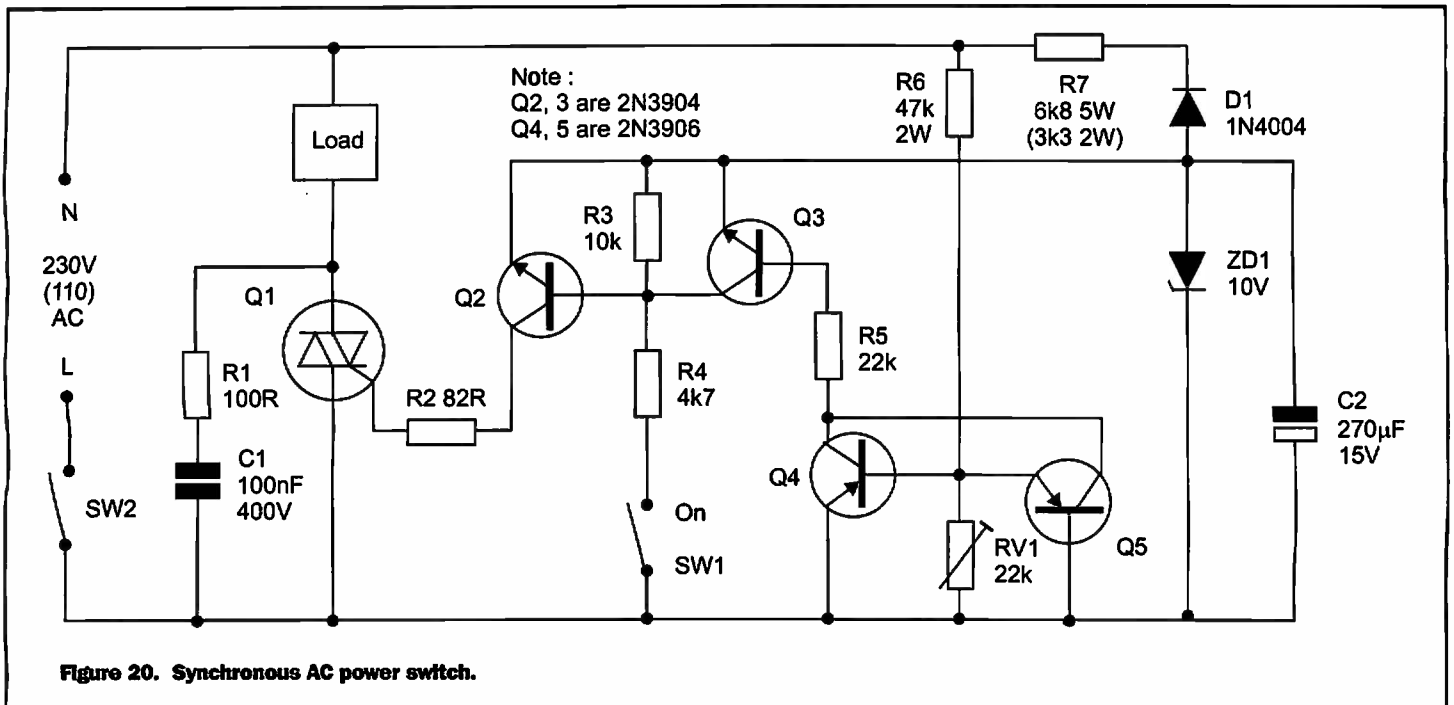 Note :
Q2, 3 are 2N3904
Q4, 5 are 2N3906
R6
47k
2W
R7
6k8 5W
(3k3 2W)
D1
1N4004
Load
N
230V
(110)
AC
L
SW2
Q1
R1
100R
C1
100nF
400V
R2 82R
Q2
R3
10k
Q3
R4
4k7
On
SW1
R5
22k
Q4
RV1
22k
Q5
ZD1
10V
C2
270µF
15V
Figure 20. Synchronous AC power switch.